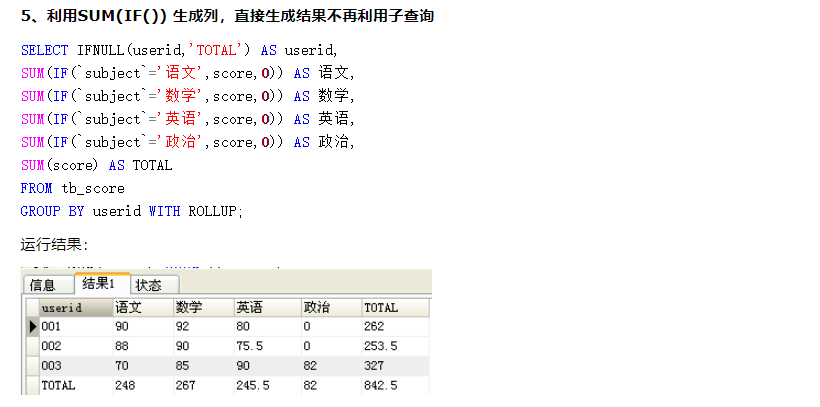 5、利用SUM(IF()) 生成列，直接生成结果不再利用子查询
SELECT IFNULL(userid,'TOTAL') AS userid,
SUM(IF(`subject`='语文',score,0)) AS 语文,
SUM(IF(`subject`='数学',score,0)) AS 数学,
SUM(IF(`subject`='英语',score,0)) AS 英语,
SUM(IF(`subject`='政治',score,0)) AS 政治,
SUM(score) AS TOTAL
FROM tb_score
GROUP BY userid WITH ROLLUP;
运行结果：
信息 结果1 状态
userid 语文 数学 英语 政治 TOTAL
001 90 92 80 0 262
002 88 90 75.5 0 253.5
003 70 85 90 82 327
TOTAL 248 267 245.5 82 842.5